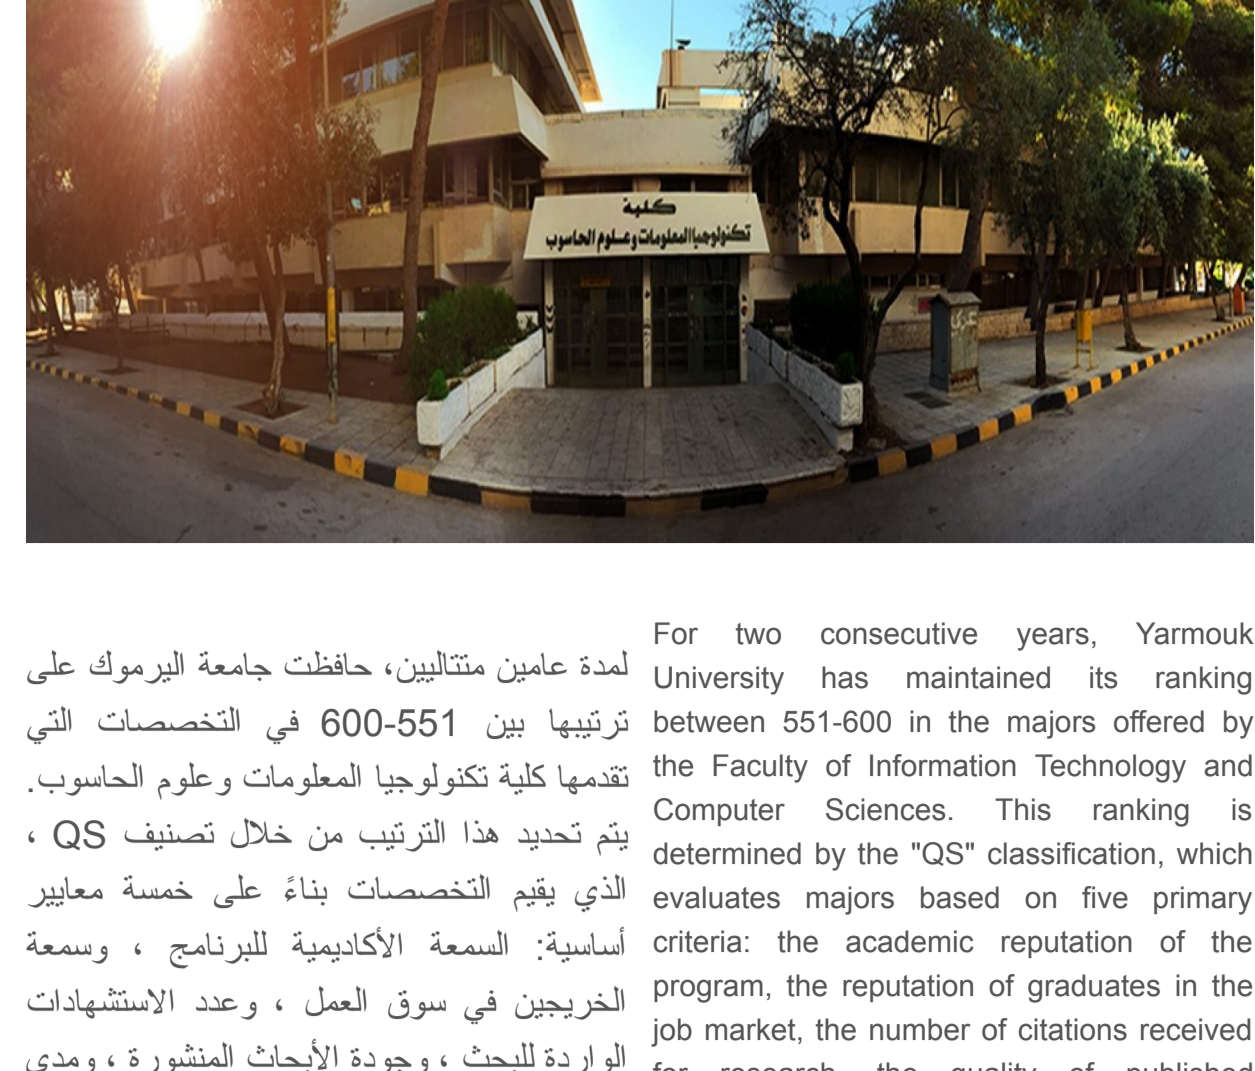 كلية
تكنولوجيا المعلومات وعلوم الحاسوب
لمدة عامين متتاليين، حافظت جامعة اليرموك على
ترتيبها بين 551-600 في التخصصات التي
تقدمها كلية تكنولوجيا المعلومات وعلوم الحاسوب.
يتم تحديد هذا الترتيب من خلال تصنيف QS ،
الذي يقيم التخصصات بناءً على خمسة معايير
أساسية: السمعة الأكاديمية للبرنامج ، وسمعة
الخريجين في سوق العمل ، وعدد الاستشهادات
الواردة للبحث ، وجودة الأبحاث المنشورة ، ومدى
For two consecutive years, Yarmouk
University has maintained its ranking
between 551-600 in the majors offered by
the Faculty of Information Technology and
Computer Sciences. This ranking is
determined by the "QS" classification, which
evaluates majors based on five primary
criteria: the academic reputation of the
program, the reputation of graduates in the
job market, the number of citations received
for research, the quality of published